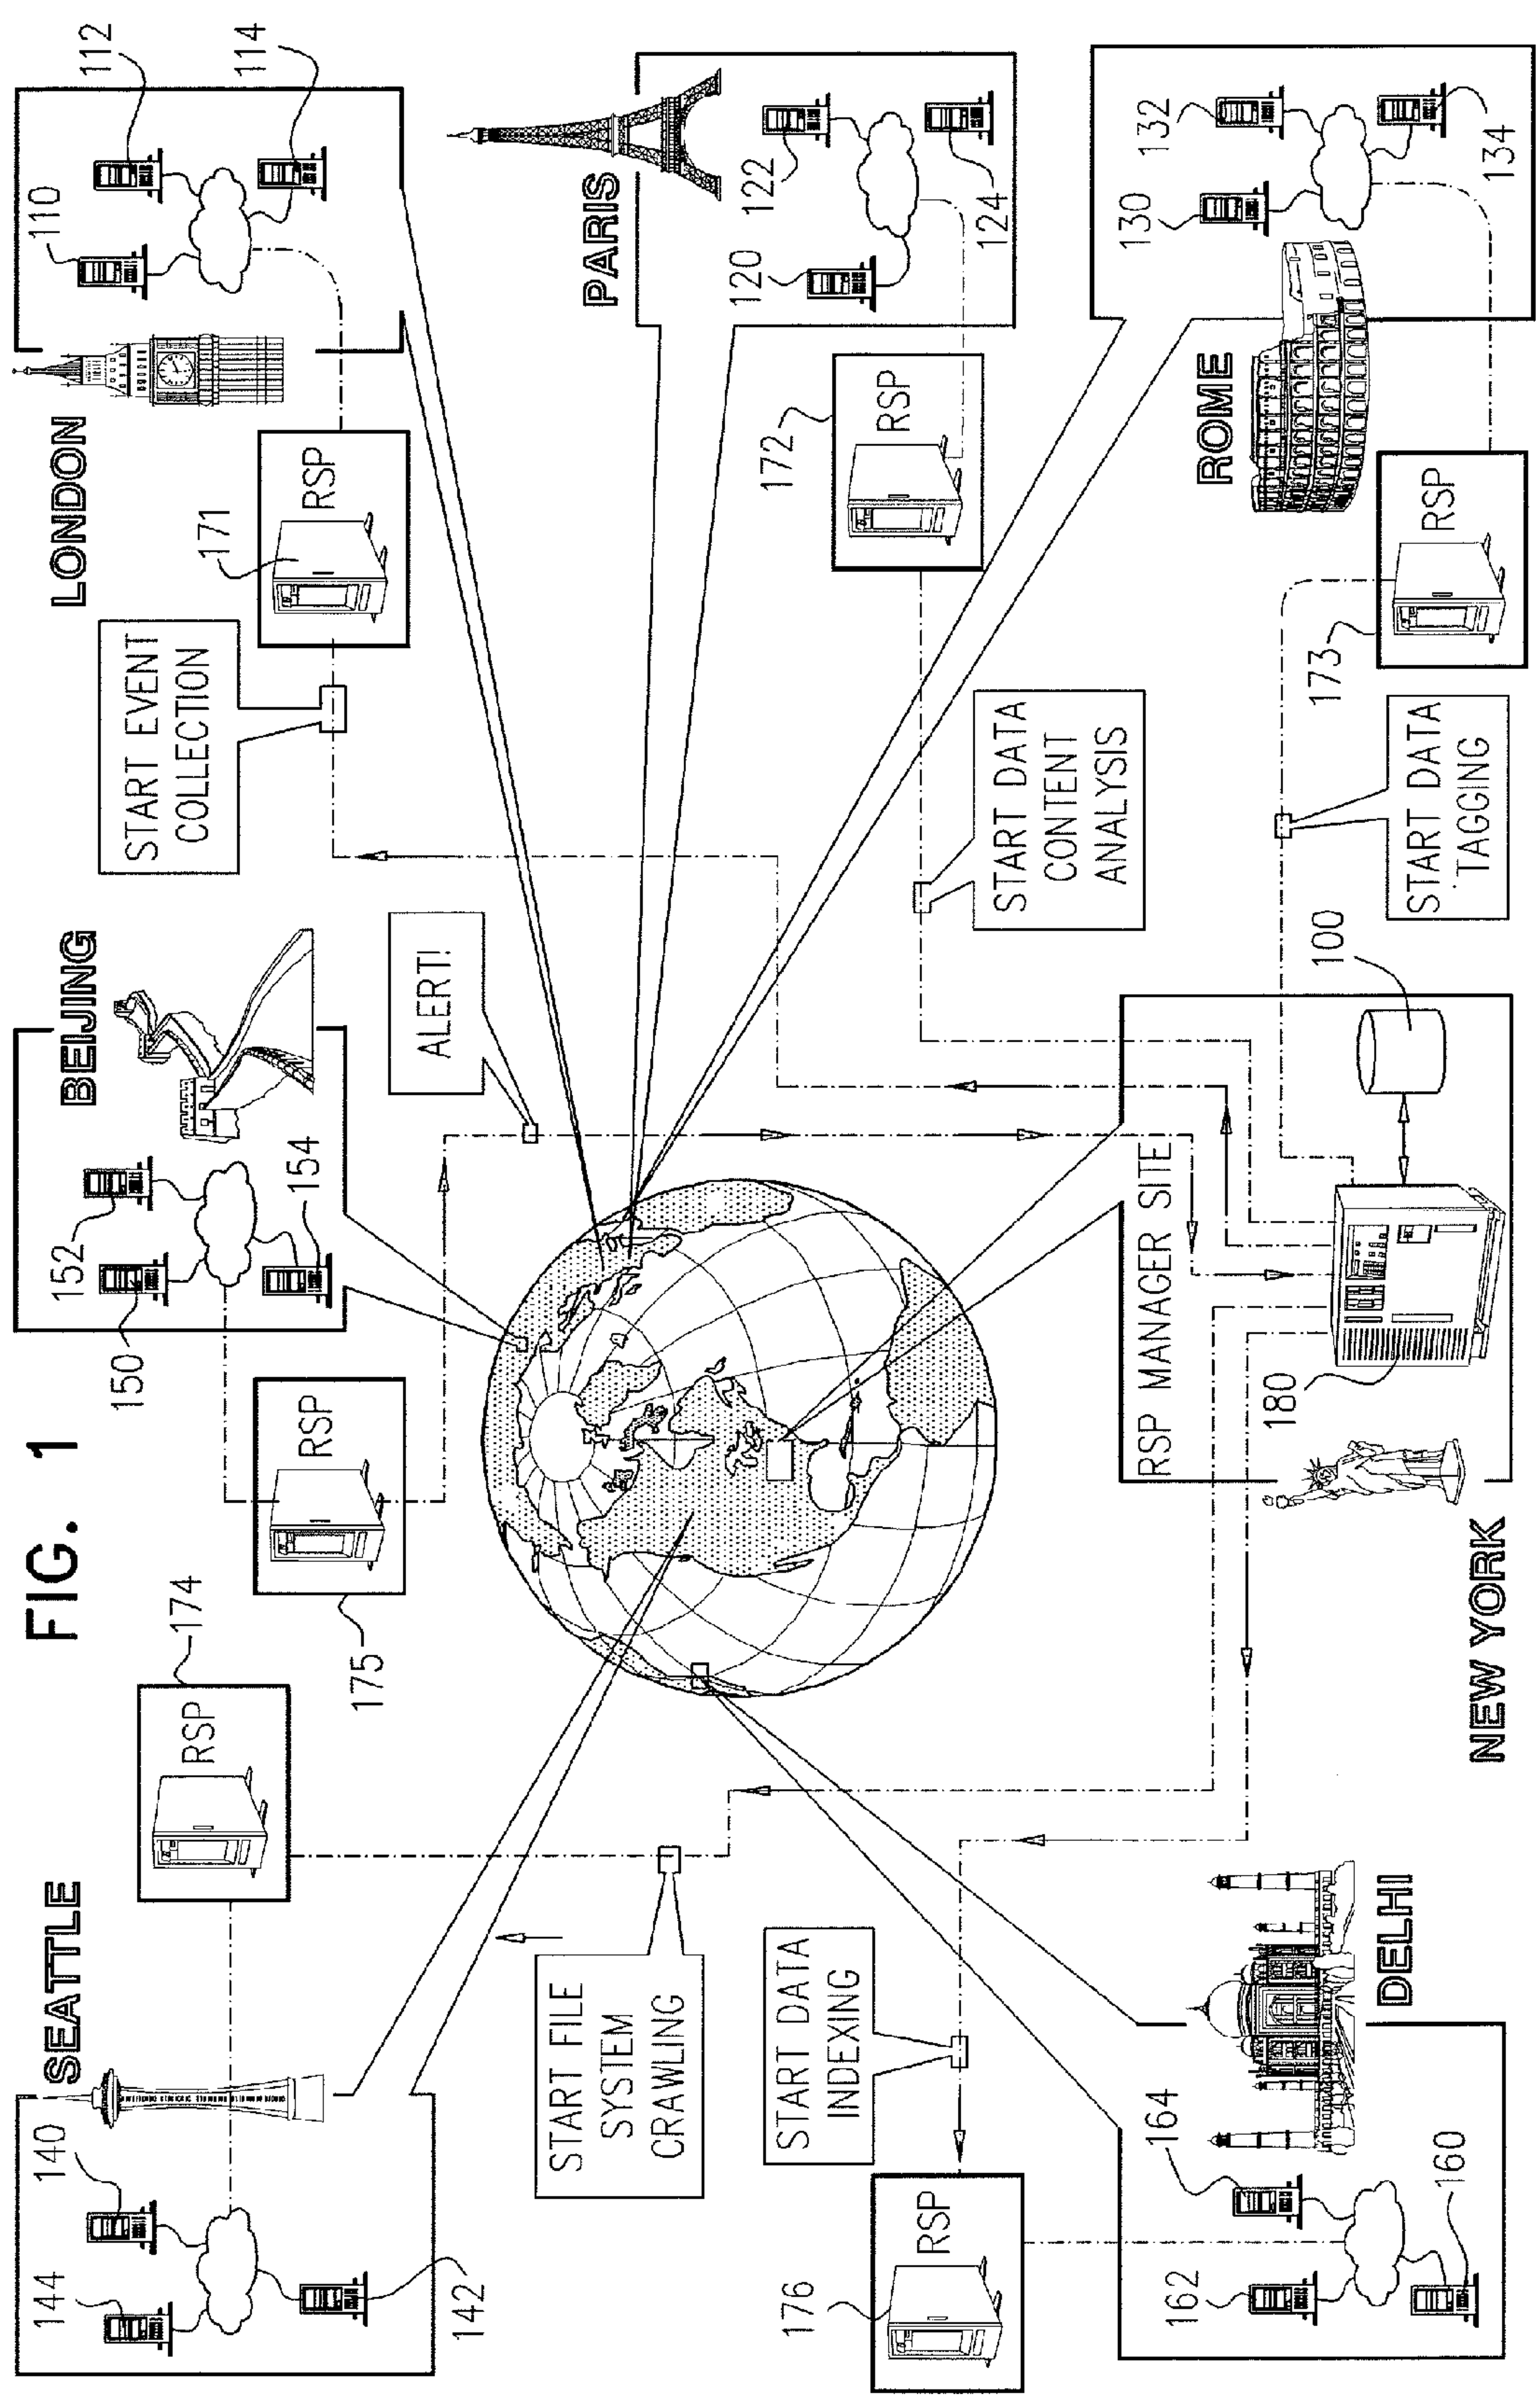 FIG. 1
SEATTLE
140
144
142
174
RSP
BEIJING
150
152
154
175
RSP
ALERT!
LONDON
110
112
114
171
RSP
START EVENT
COLLECTION
PARIS
120
122
124
172
RSP
START DATA
CONTENT
ANALYSIS
ROME
130
132
134
173
RSP
START DATA
TAGGING
START FILE
SYSTEM
CRAWLING
START DATA
INDEXING
176
RSP
DELHI
164
162
160
NEW YORK
RSP MANAGER SITE
180
100